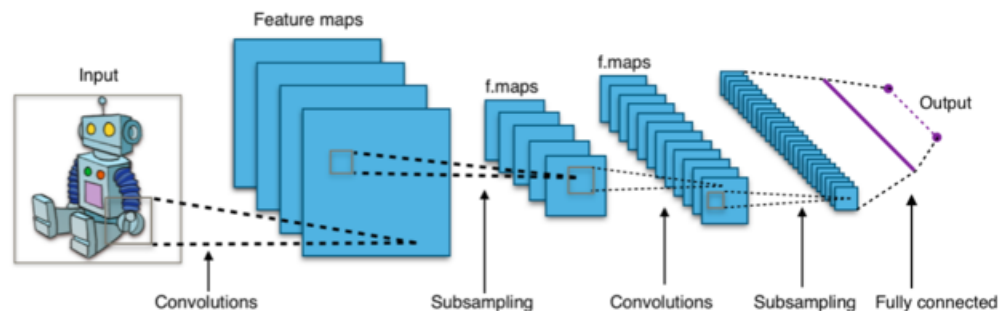 Feature maps
Input
f.maps
f.maps
Output
Convolutions
Subsampling
Convolutions
Subsampling
Fully connected